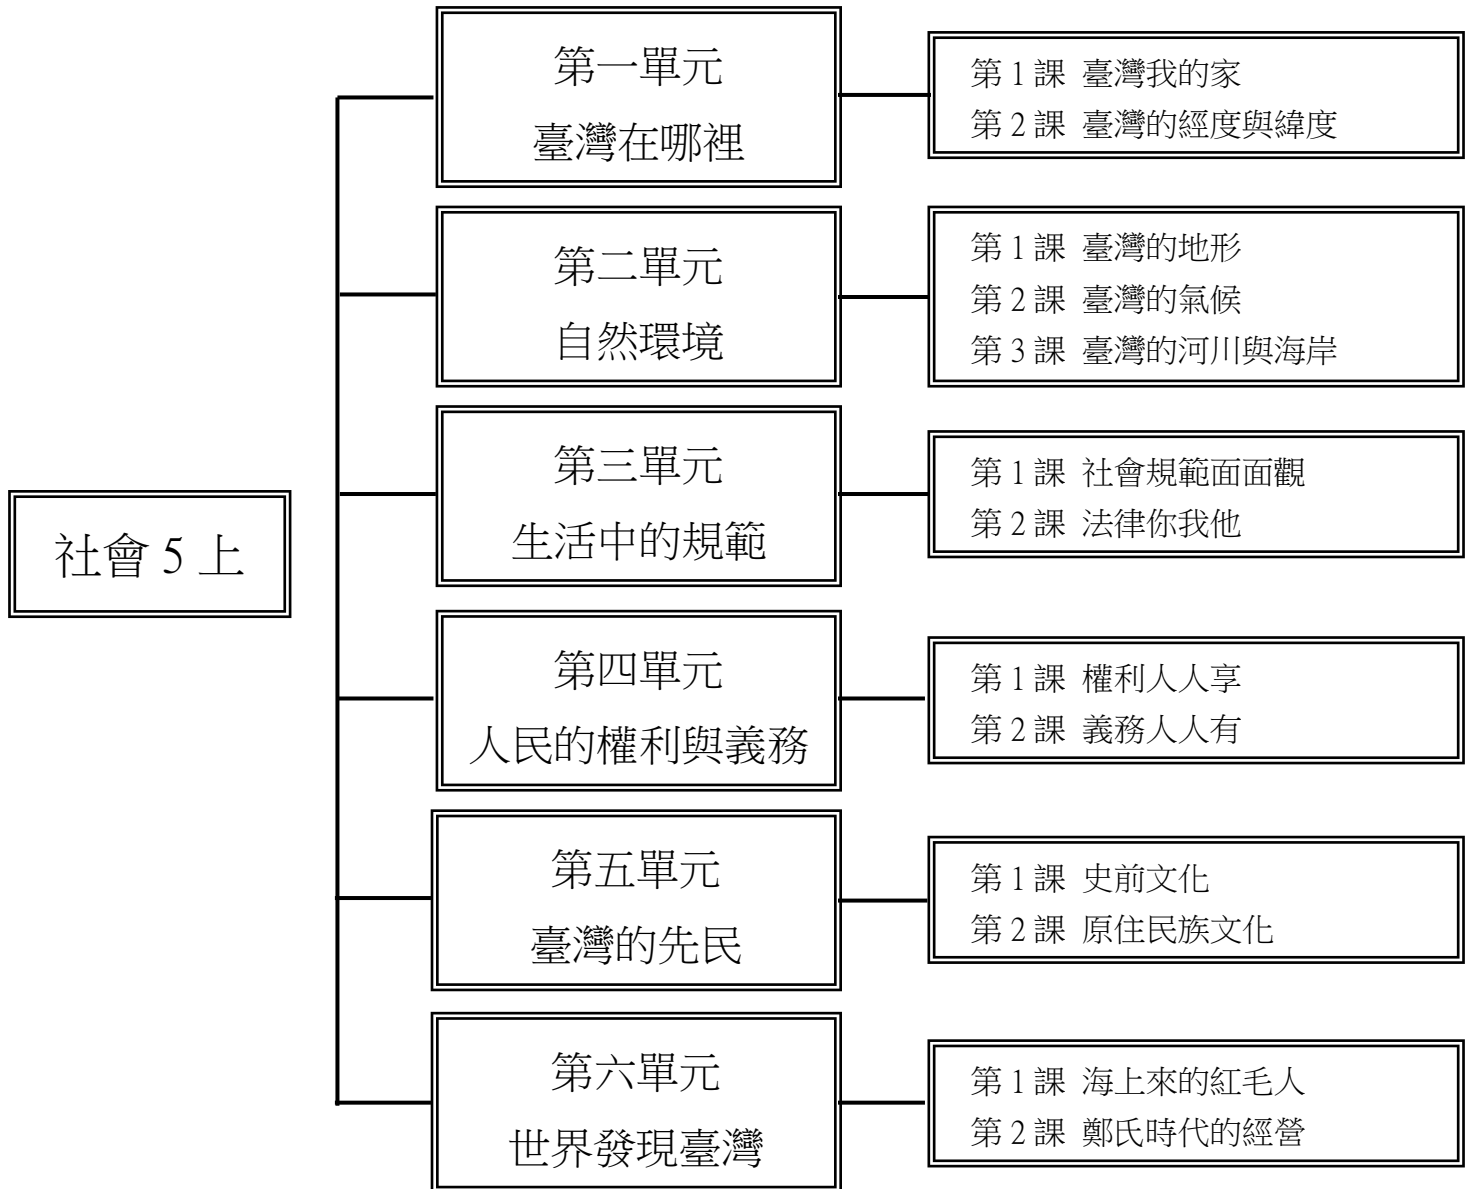 社會 5 上
第一單元
臺灣在哪裡
第 1 課 臺灣我的家
第 2 課 臺灣的經度與緯度
第二單元
自然環境
第 1 課 臺灣的地形
第 2 課 臺灣的氣候
第 3 課 臺灣的河川與海岸
第三單元
生活中的規範
第 1 課 社會規範面面觀
第 2 課 法律你我他
第四單元
人民的權利與義務
第 1 課 權利人人享
第 2 課 義務人人有
第五單元
臺灣的先民
第 1 課 史前文化
第 2 課 原住民族文化
第六單元
世界發現臺灣
第 1 課 海上來的紅毛人
第 2 課 鄭氏時代的經營